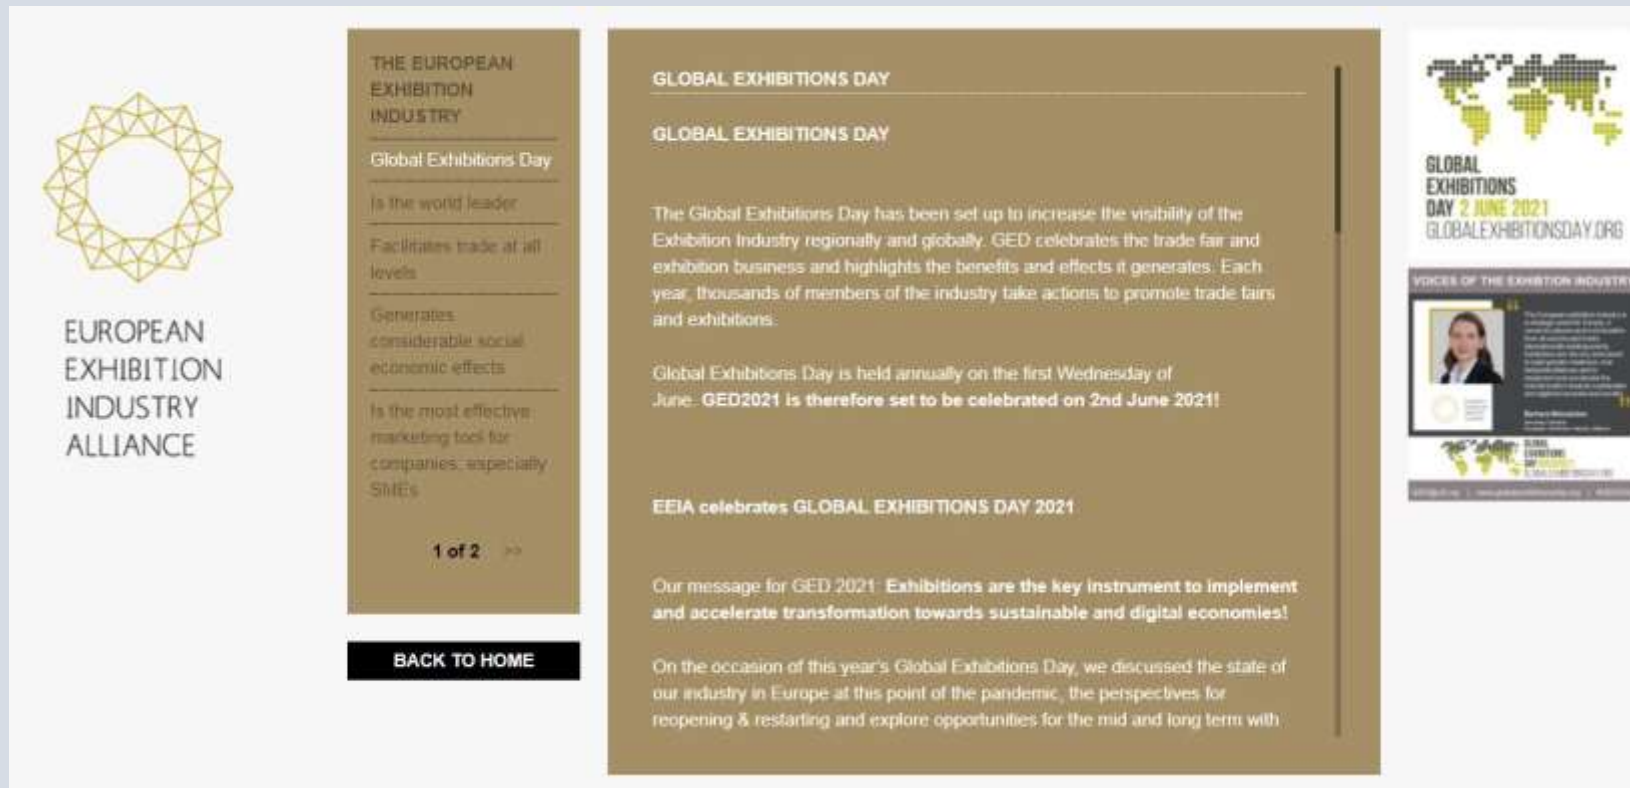 EUROPEAN
EXHIBITION
INDUSTRY
ALLIANCE
THE EUROPEAN
EXHIBITION
INDUSTRY
Global Exhibitions Day
Is the world leader
Facilitates trade at all
levels
Generates
considerable social
economic effects
Is the most effective
marketing tool for
companies, especially
SMEs
1 of 2 >>
BACK TO HOME
GLOBAL EXHIBITIONS DAY
GLOBAL EXHIBITIONS DAY
The Global Exhibitions Day has been set up to increase the visibility of the
Exhibition Industry regionally and globally. GED celebrates the trade fair and
exhibition business and highlights the benefits and effects it generates. Each
year, thousands of members of the industry take actions to promote trade fairs
and exhibitions.
Global Exhibitions Day is held annually on the first Wednesday of
June. GED2021 is therefore set to be celebrated on 2nd June 2021!
EEIA celebrates GLOBAL EXHIBITIONS DAY 2021
Our message for GED 2021: Exhibitions are the key instrument to implement
and accelerate transformation towards sustainable and digital economies!
On the occasion of this year's Global Exhibitions Day, we discussed the state of
our industry in Europe at this point of the pandemic, the perspectives for
reopening & restarting and explore opportunities for the mid and long term with
GLOBAL
EXHIBITIONS
DAY 2 JUNE 2021
GLOBALEXHIBITIONSDAY.ORG
VOICES OF THE EXHIBITION INDUSTRY
GLOBAL
EXHIBITIONS
DAY